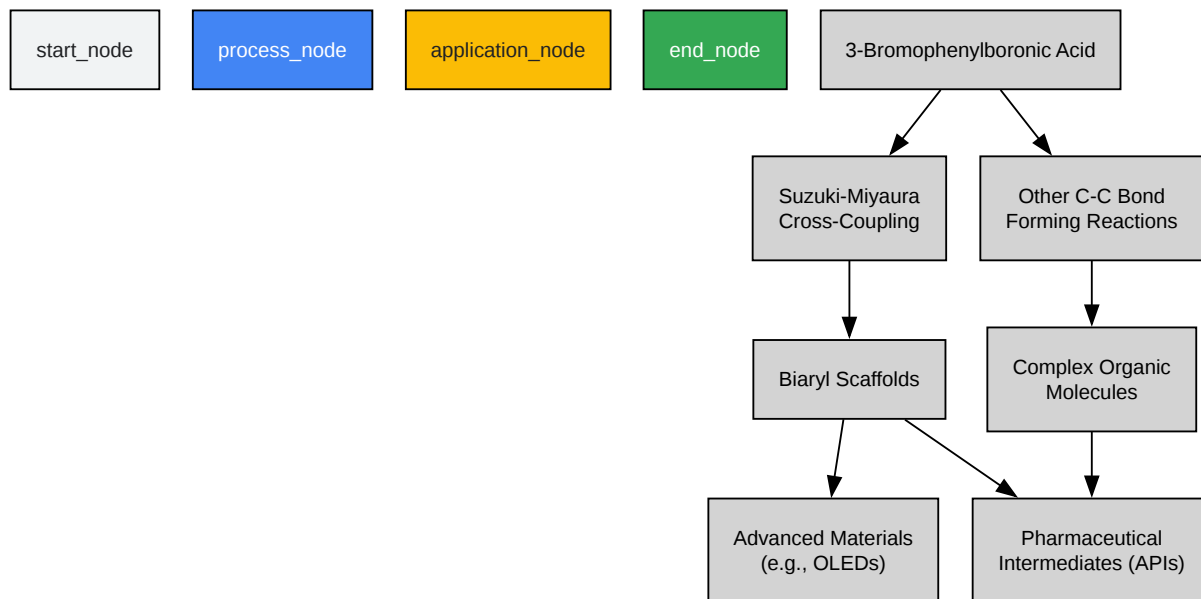 start_node
process_node
application_node
end_node
3-Bromophenylboronic Acid
Suzuki-Miyaura
Cross-Coupling
Other C-C Bond
Forming Reactions
Biaryl Scaffolds
Complex Organic
Molecules
Advanced Materials
(e.g., OLEDs)
Pharmaceutical
Intermediates (APIs)